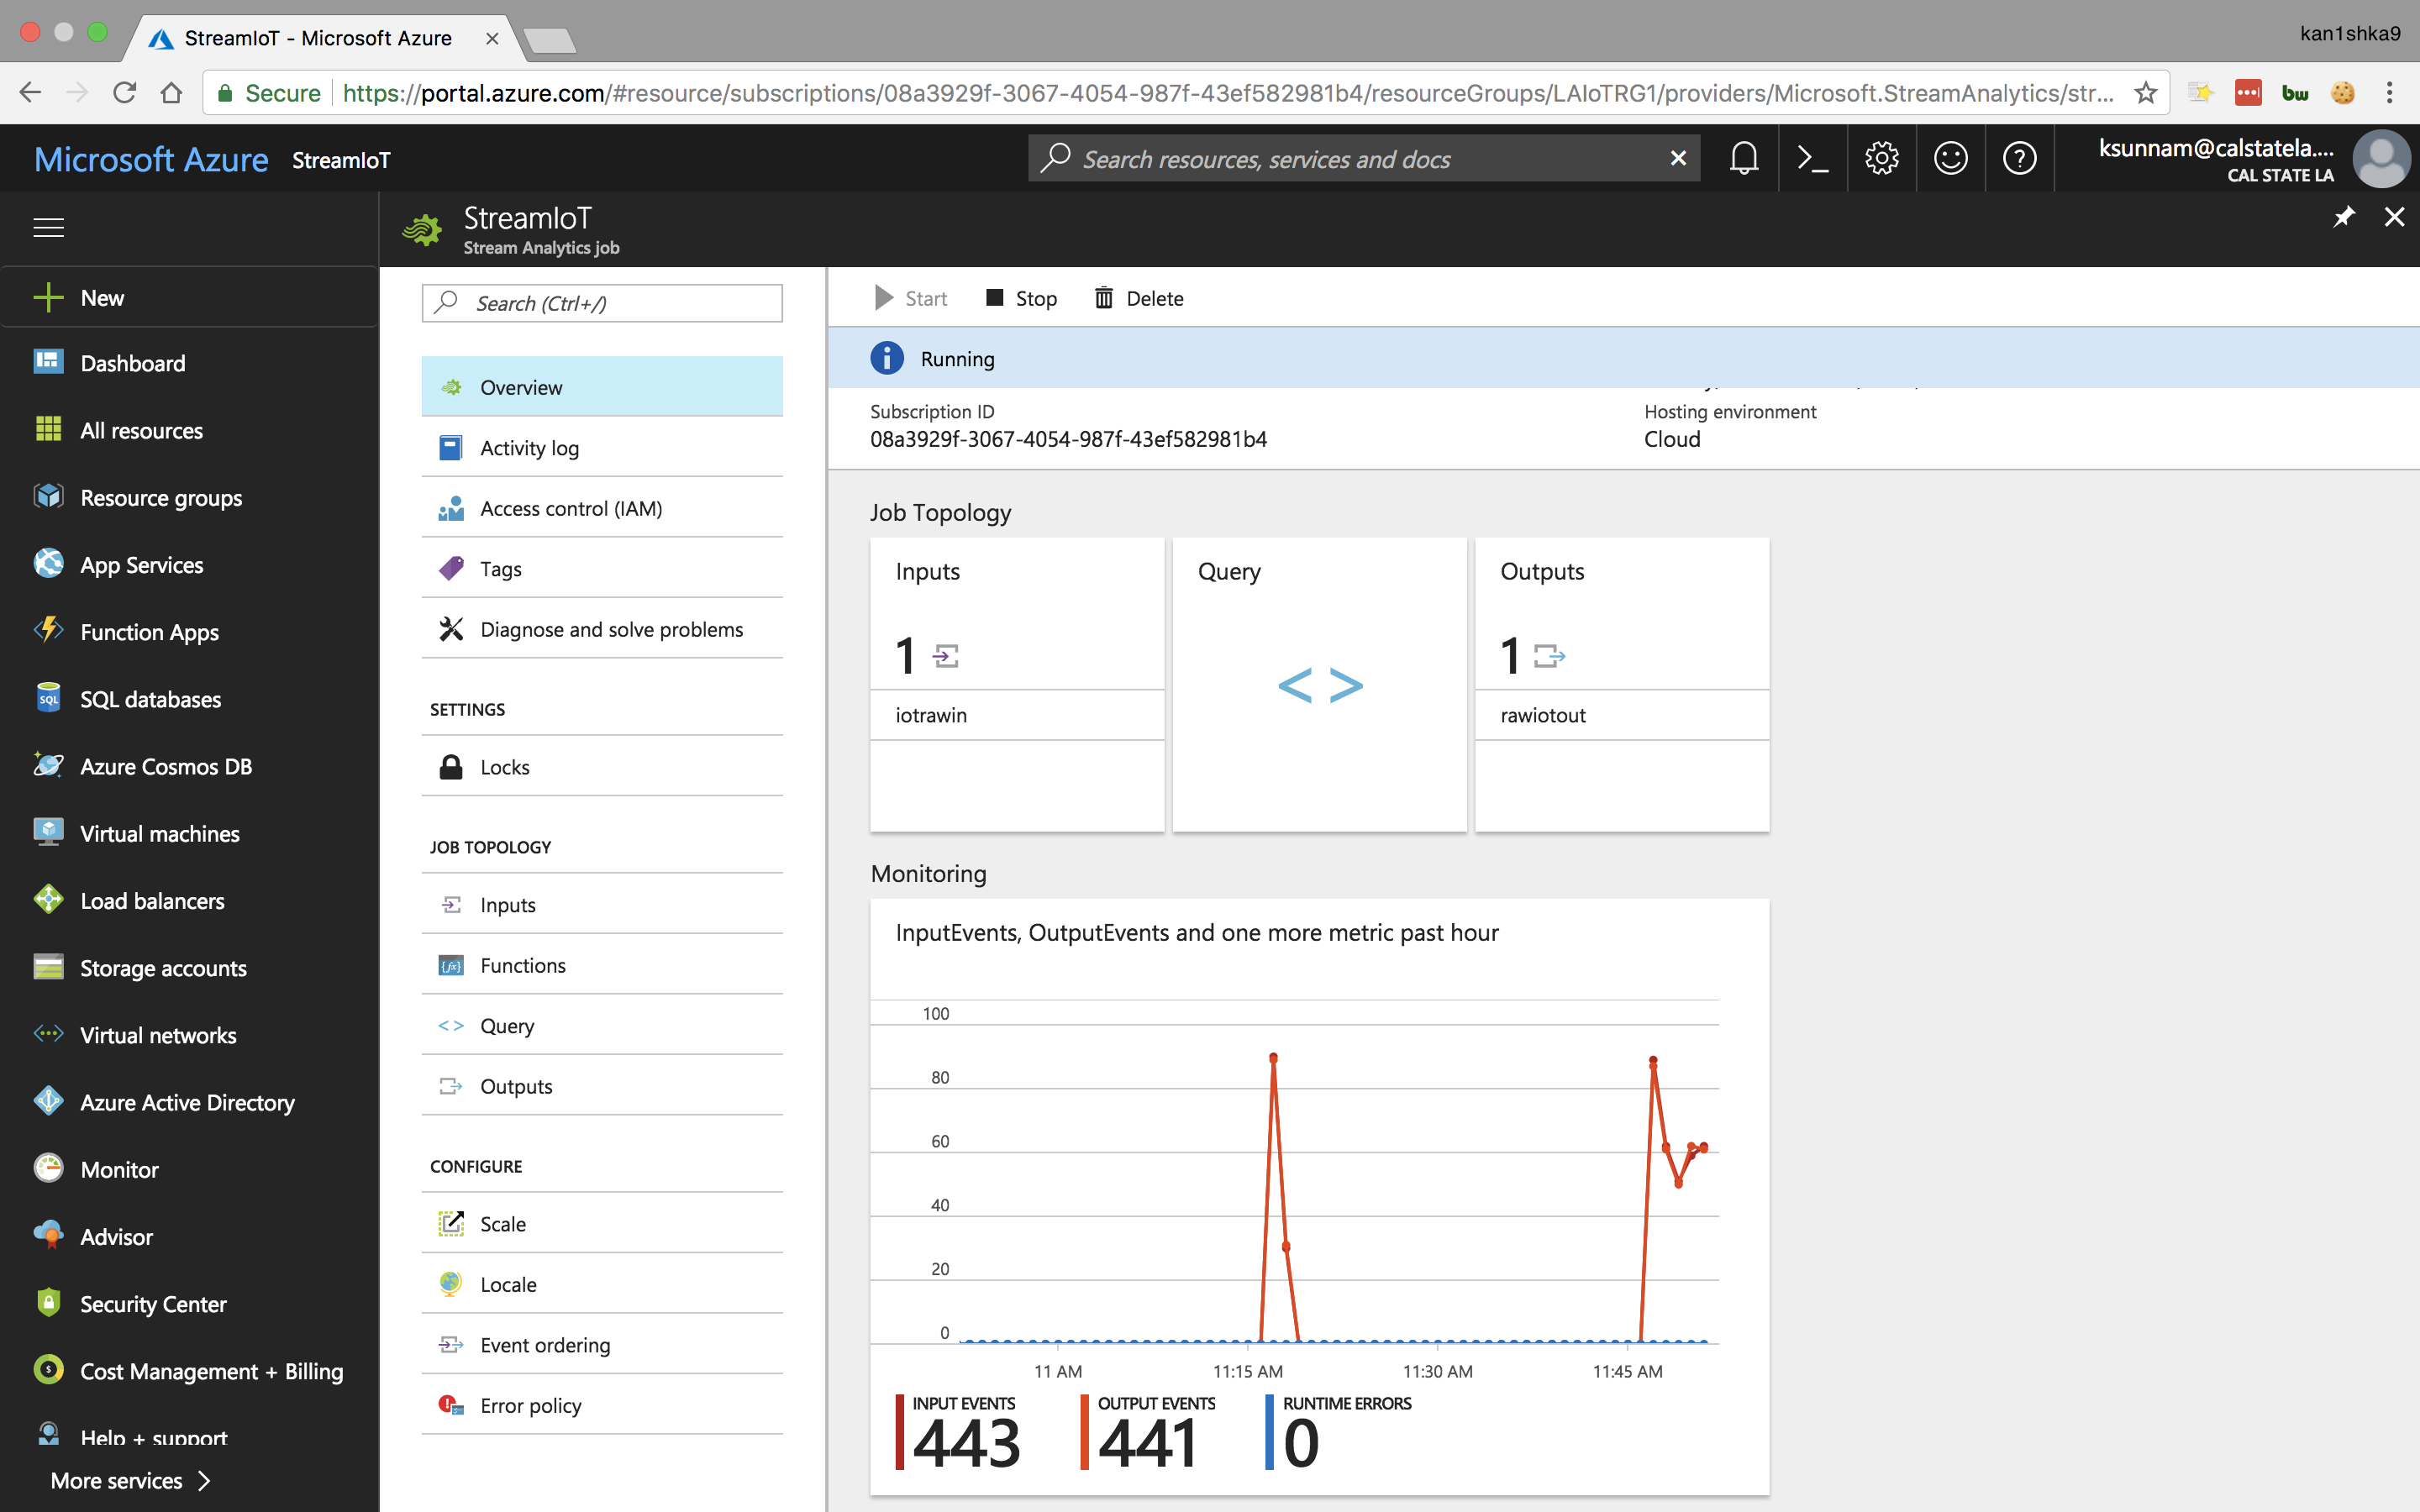 StreamIoT - Microsoft Azure
kan1shka9
Secure https://portal.azure.com/#resource/subscriptions/08a3929f-3067-4054-987f-43ef582981b4/resourceGroups/LAIoTRG1/providers/Microsoft.StreamAnalytics/str...
bw
Microsoft Azure StreamIoT
Search resources, services and docs
ksunnam@calstatela....
CAL STATE LA
StreamIoT
Stream Analytics job
New
Dashboard
All resources
Resource groups
App Services
Function Apps
SQL databases
Azure Cosmos DB
Virtual machines
Load balancers
Storage accounts
Virtual networks
Azure Active Directory
Monitor
Advisor
Security Center
Cost Management + Billing
Help + support
More services
Search (Ctrl+/)
Overview
Activity log
Access control (IAM)
Tags
Diagnose and solve problems
SETTINGS
Locks
JOB TOPOLOGY
Inputs
Functions
Query
Outputs
CONFIGURE
Scale
Locale
Event ordering
Error policy
Start Stop Delete
Running
Subscription ID
08a3929f-3067-4054-987f-43ef582981b4
Hosting environment
Cloud
Job Topology
Inputs
1
iotrawin
Query
< >
Outputs
1
rawiotout
Monitoring
InputEvents, OutputEvents and one more metric past hour
100
80
60
40
20
0
11 AM 11:15 AM 11:30 AM 11:45 AM
INPUT EVENTS
443
OUTPUT EVENTS
441
RUNTIME ERRORS
0